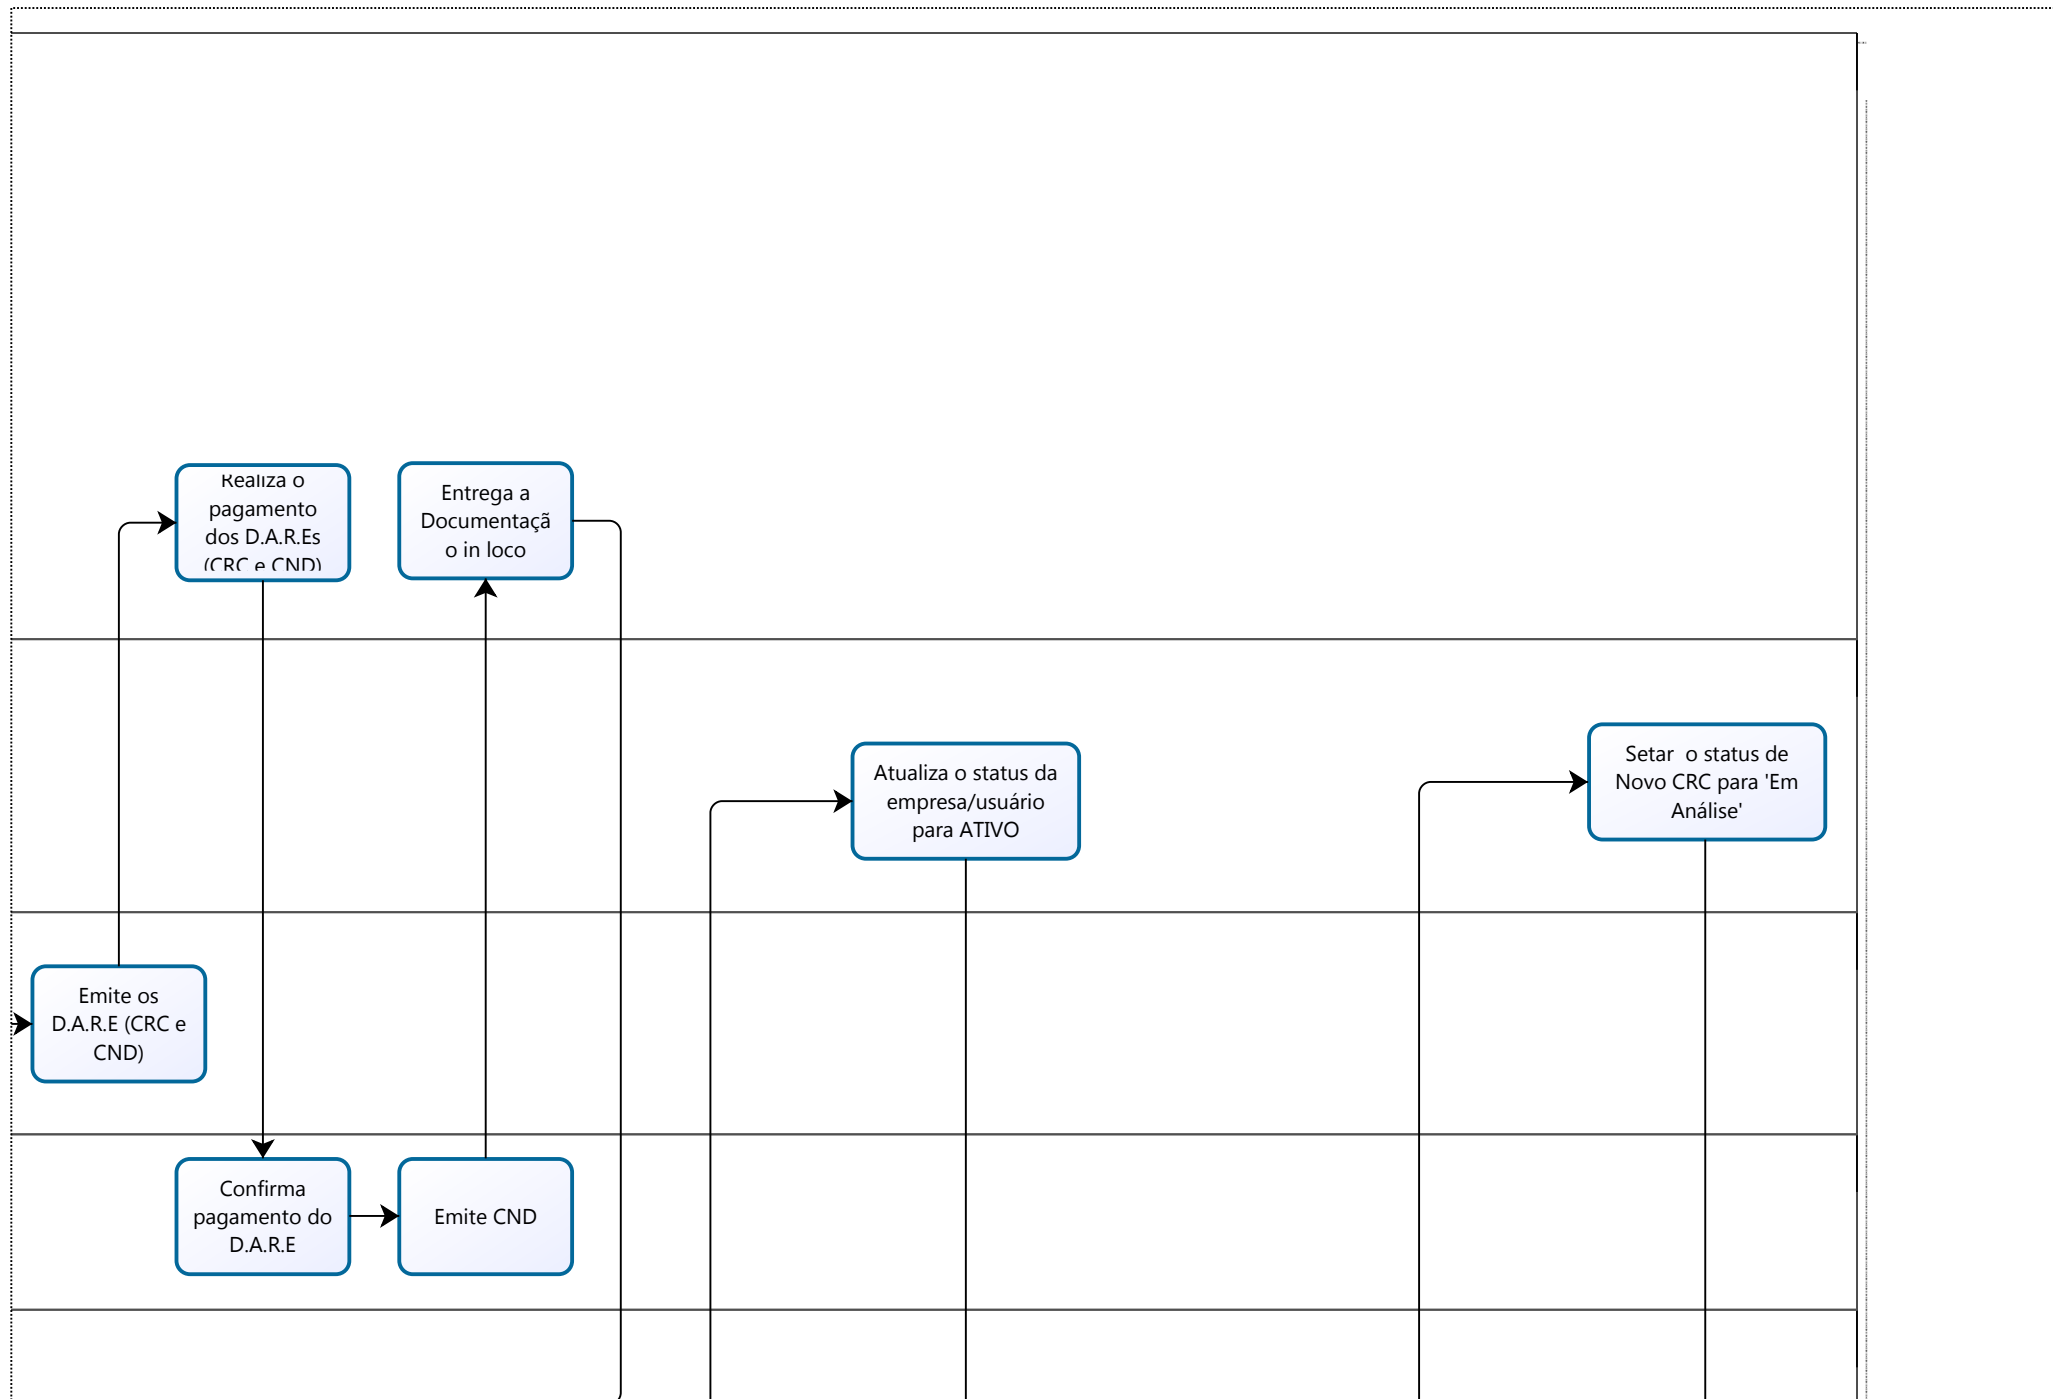 Realiza o
pagamento
dos D.A.R.Es
(CRC e CND)
Entrega a
Documentaçã
o in loco
Atualiza o status da
empresa/usuário
para ATIVO
Setar  o status de
Novo CRC para 'Em
Análise'
Emite os
D.A.R.E (CRC e
CND)
Confirma
pagamento do
D.A.R.E
Emite CND